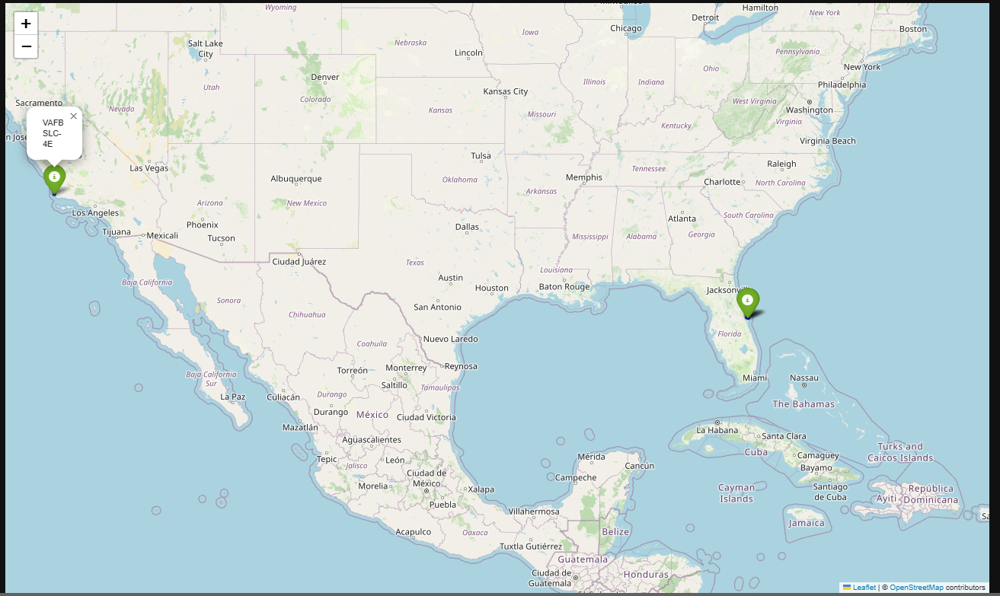 +
−
Wyoming
Hamilton
Detroit
New York
Chicago
Boston
Iowa
Salt Lake
City
Nebraska
Lincoln
Pennsylvania
New York
Ohio
Denver
Illinois
Indiana
Philadelphia
Utah
Colorado
Kansas City
Sacramento
Nevada
Kansas
Missouri
West Virginia
Washington
Virginia
Kentucky
×
VAFB
SLC-
4E
Virginia Beach
Las Vegas
Tulsa
Raleigh
Albuquerque
Oklahoma
Memphis
Tennessee
Charlotte
North Carolina
Arkansas
Arizona
New Mexico
Los Angeles
Atlanta
South Carolina
Phoenix
Dallas
Tijuana
Mexicali
Tucson
Mississippi
Alabama
Georgia
Ciudad Juárez
Texas
Louisiana
Austin
Baja California
Houston
Baton Rouge
Sonora
San Antonio
Chihuahua
Florida
Nuevo Laredo
Coahuila
Reynosa
Torreón
Monterrey
Baja California
Sur
Saltillo
Tamaulipas
Miami
Nassau
La Paz
Culiacán
Durango
The Bahamas
Durango
México
Ciudad Victoria
Mazatlán
La Habana
Santa Clara
Aguascalientes
Cuba
Turks and
Caicos Islands
Tepic
León
Mérida
Camagüey
Jalisco
Cancún
Bayamo
Ciudad de
México
Campeche
Morelia
Xalapa
Cayman
Islands
Santiago
de Cuba
República
Dominicana
Ayiti
Puebla
Villahermosa
Jamaica
Acapulco
Oaxaca
Belize
Tuxtla Gutiérrez
Guatemala
Ciudad de
Guatemala
Honduras
Leaflet | © OpenStreetMap contributors